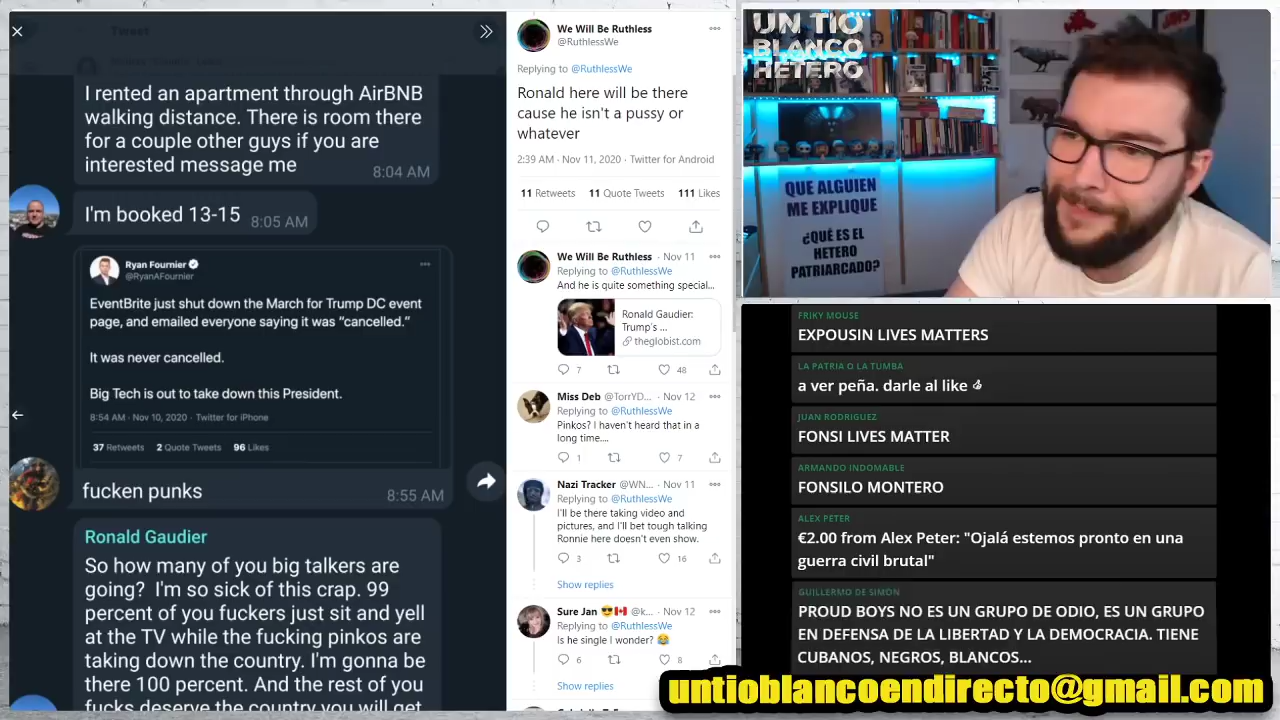 Tweet
I rented an apartment through AirBNB
walking distance. There is room there
for a couple other guys if you are
interested message me
8:04 AM
I'm booked 13-15
8:05 AM
Ryan Fournier
@RyanAFournier
EventBrite just shut down the March for Trump DC event
page, and emailed everyone saying it was “cancelled.”
It was never cancelled.
Big Tech is out to take down this President.
8:54 AM · Nov 10, 2020 · Twitter for iPhone
37 Retweets 2 Quote Tweets 96 Likes
fucken punks
8:55 AM
Ronald Gaudier
So how many of you big talkers are
going? I'm so sick of this crap. 99
percent of you fuckers just sit and yell
at the TV while the fucking pinkos are
taking down the country. I'm gonna be
there 100 percent. And the rest of you
fucks deserve the country you will get
We Will Be Ruthless
@RuthlessWe
Replying to @RuthlessWe
Ronald here will be there
cause he isn't a pussy or
whatever
2:39 AM · Nov 11, 2020 · Twitter for Android
11 Retweets 11 Quote Tweets 111 Likes
We Will Be Ruthless · Nov 11
Replying to @RuthlessWe
And he is quite something special...
Ronald Gaudier:
Trump's ...
theglobist.com
7 48
Miss Deb @TorrYD... · Nov 12
Replying to @RuthlessWe
Pinkos? I haven't heard that in a
long time....
1 7
Nazi Tracker @WN... · Nov 11
Replying to @RuthlessWe
I'll be there taking video and
pictures, and I'll bet tough talking
Ronnie here doesn't even show.
3 16
Show replies
Sure Jan 😎🇨🇦 @k... · Nov 12
Replying to @RuthlessWe
Is he single I wonder? 😂
6 8
Show replies
UN TIO
BLANCO
HETERO
QUE ALGUIEN
ME EXPLIQUE
¿QUÉ ES EL
HETERO
PATRIARCADO?
FRIKY MOUSE
EXPOUSIN LIVES MATTERS
LA PATRIA O LA TUMBA
a ver peña. darle al like 👍
JUAN RODRIGUEZ
FONSI LIVES MATTER
ARMANDO INDOMABLE
FONSILO MONTERO
ALEX PETER
€2.00 from Alex Peter: "Ojalá estemos pronto en una
guerra civil brutal"
GUILLERMO DE SIMON
PROUD BOYS NO ES UN GRUPO DE ODIO, ES UN GRUPO
EN DEFENSA DE LA LIBERTAD Y LA DEMOCRACIA. TIENE
CUBANOS, NEGROS, BLANCOS...
untioblancoendirecto@gmail.com